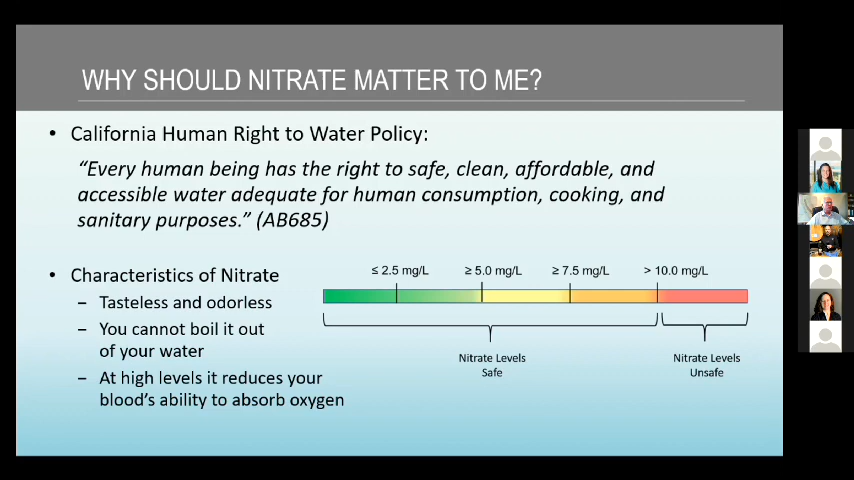 WHY SHOULD NITRATE MATTER TO ME?
• California Human Right to Water Policy:
“Every human being has the right to safe, clean, affordable, and
accessible water adequate for human consumption, cooking, and
sanitary purposes.” (AB685)
• Characteristics of Nitrate
– Tasteless and odorless
– You cannot boil it out
of your water
– At high levels it reduces your
blood’s ability to absorb oxygen
≤ 2.5 mg/L ≥ 5.0 mg/L ≥ 7.5 mg/L > 10.0 mg/L
Nitrate Levels
Safe
Nitrate Levels
Unsafe